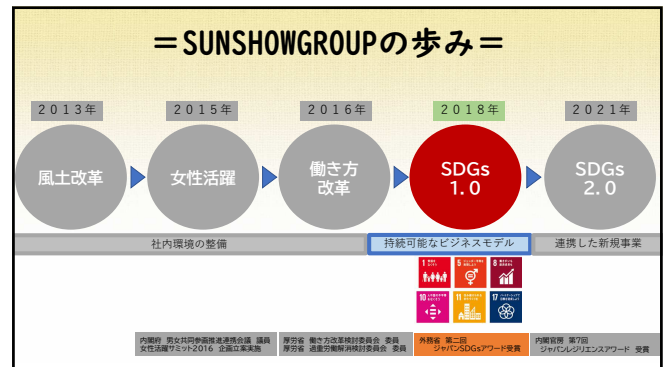 ＝SUNSHOWGROUPの歩み＝
２０１３年
２０１５年
２０１６年
２０１８年
２０２１年
風土改革
女性活躍
働き方
改革
SDGs
1.0
SDGs
2.0
社内環境の整備
持続可能なビジネスモデル
連携した新規事業
1
5
8
10
11
17
内閣府 男女共同参画推進連携会議 議員
女性活躍サミット2016 企画立案実施
厚労省 働き方改革検討委員会 委員
厚労省 過重労働解消検討委員会 委員
外務省 第二回
ジャパンSDGsアワード受賞
内閣官房 第7回
ジャパンレジリエンスアワード 受賞